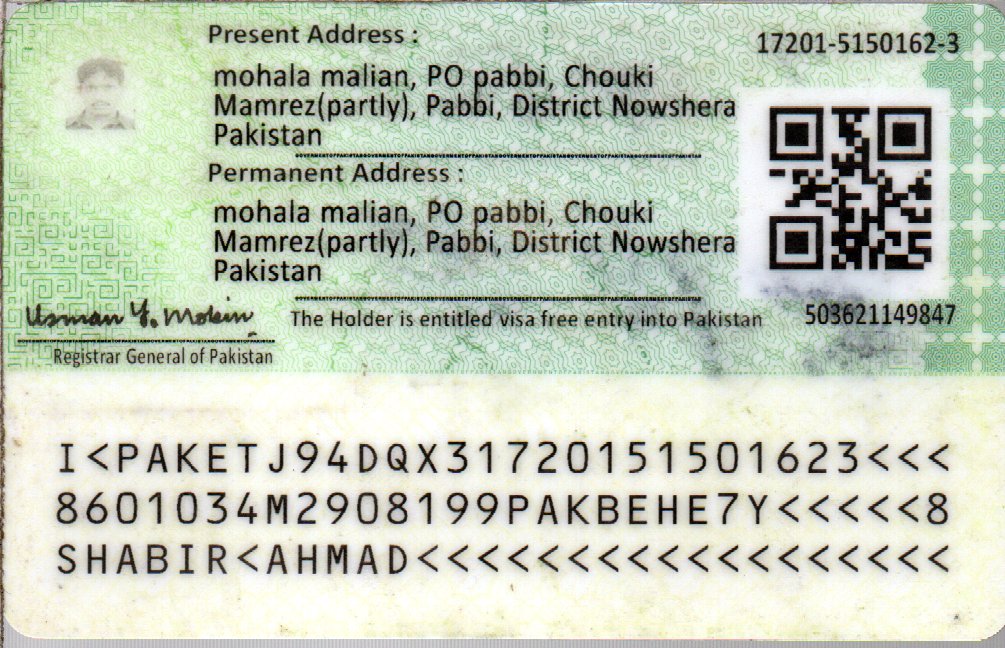 Present Address :
17201-5150162-3
mohala malian, PO pabbi, Chouki
Mamrez(partly), Pabbi, District Nowshera
Pakistan
Permanent Address :
mohala malian, PO pabbi, Chouki
Mamrez(partly), Pabbi, District Nowshera
Pakistan
Usman Y. Mobin
The Holder is entitled visa free entry into Pakistan
503621149847
Registrar General of Pakistan
I<PAKETJ94DQX31720151501623<<<
8601034M2908199PAKBEHE7Y<<<<<8
SHABIR<AHMAD<<<<<<<<<<<<<<<<<<